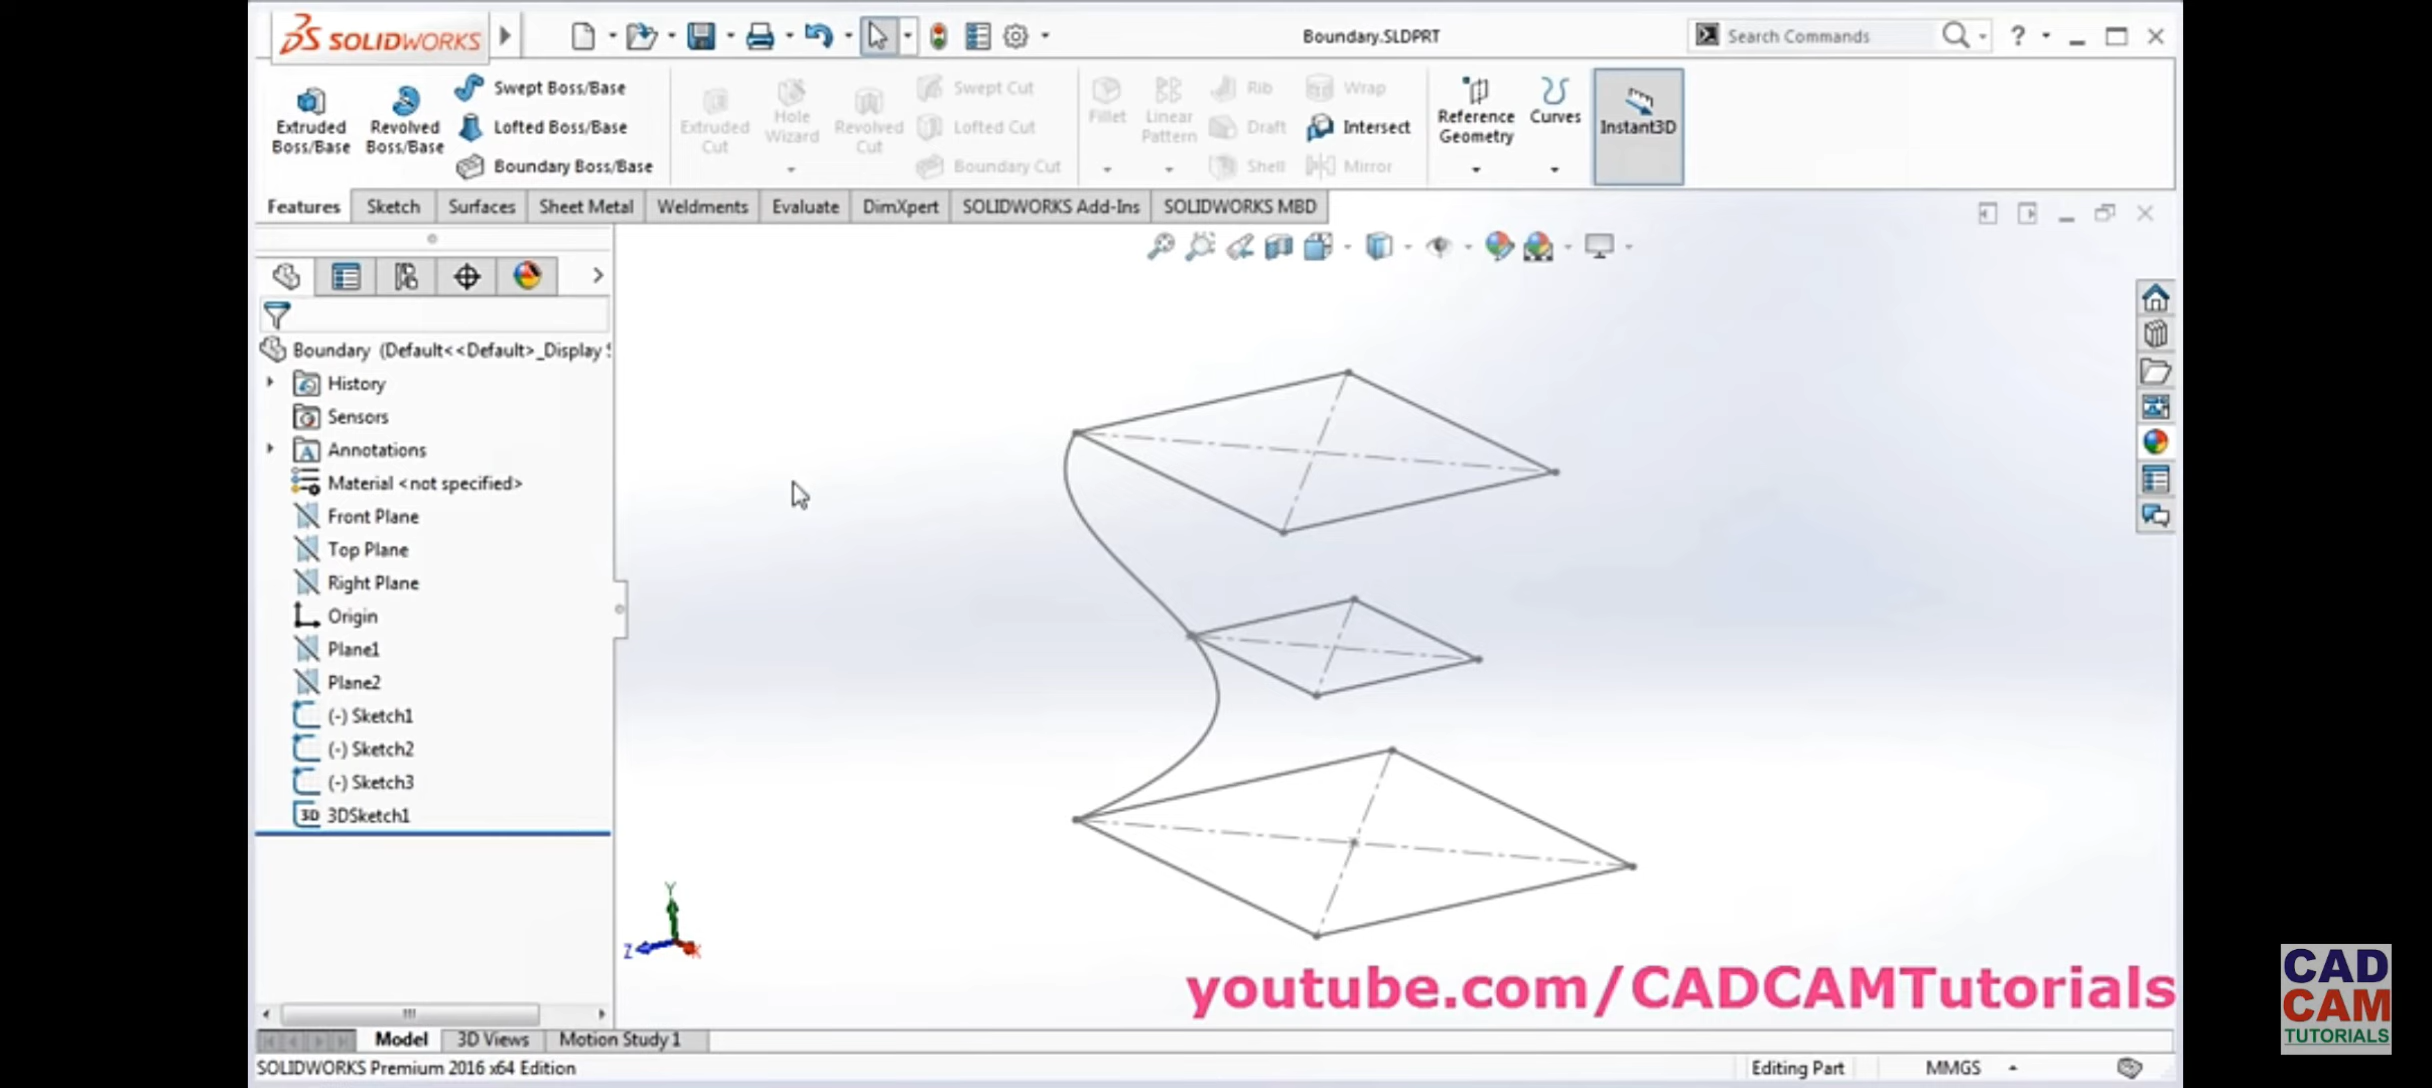 SOLIDWORKS
Boundary.SLDPRT
Search Commands
?
Extruded
Boss/Base
Revolved
Boss/Base
Swept Boss/Base
Lofted Boss/Base
Boundary Boss/Base
Extruded
Cut
Hole
Wizard
Revolved
Cut
Swept Cut
Lofted Cut
Boundary Cut
Fillet
Linear
Pattern
Rib
Draft
Shell
Wrap
Intersect
Mirror
Reference
Geometry
Curves
Instant3D
Features
Sketch
Surfaces
Sheet Metal
Weldments
Evaluate
DimXpert
SOLIDWORKS Add-Ins
SOLIDWORKS MBD
Boundary (Default<<Default>_Display
History
Sensors
Annotations
Material <not specified>
Front Plane
Top Plane
Right Plane
Origin
Plane1
Plane2
(-) Sketch1
(-) Sketch2
(-) Sketch3
3D 3DSketch1
Y
Z
X
youtube.com/CADCAMTutorials
CAD
CAM
TUTORIALS
Model
3D Views
Motion Study 1
SOLIDWORKS Premium 2016 x64 Edition
Editing Part
MMGS